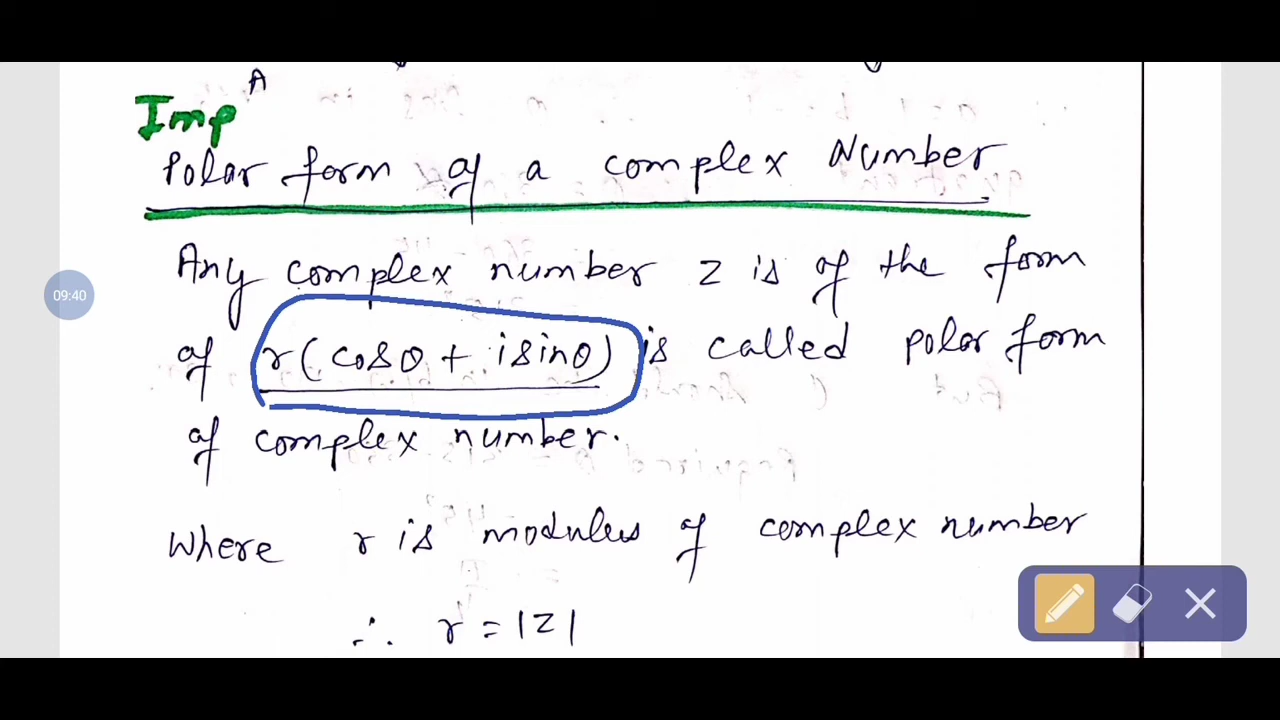 A
Imp
Polar form of a complex Number
Any complex number z is of the form
of r(cosθ + isinθ) is called polar form
of complex number.
Where r is modulus of complex number
∴ r = |z|
09:40